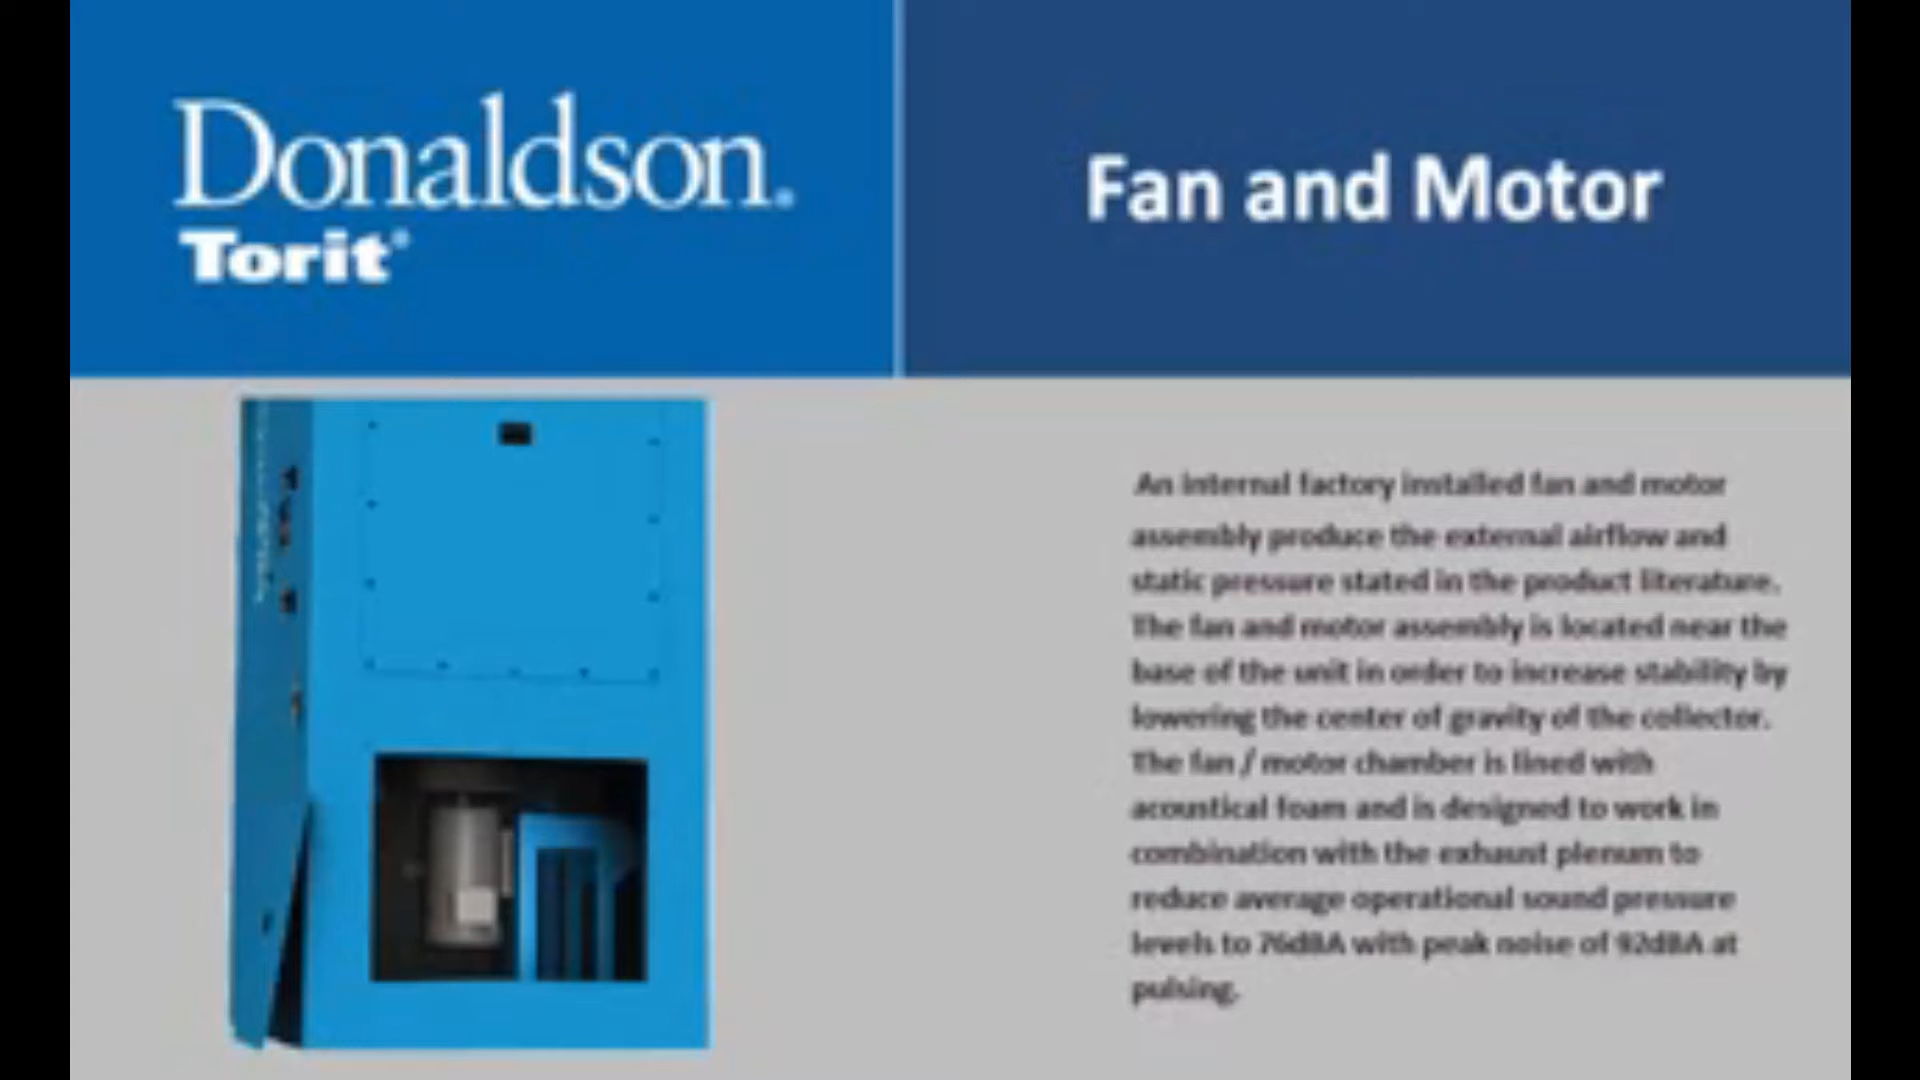 Donaldson®
Torit®
Fan and Motor
An internal factory installed fan and motor
assembly produce the external airflow and
static pressure stated in the product literature.
The fan and motor assembly is located near the
base of the unit in order to increase stability by
lowering the center of gravity of the collector.
The fan / motor chamber is lined with
acoustical foam and is designed to work in
combination with the exhaust plenum to
reduce average operational sound pressure
levels to 76dBA with peak noise of 92dBA at
pulsing.